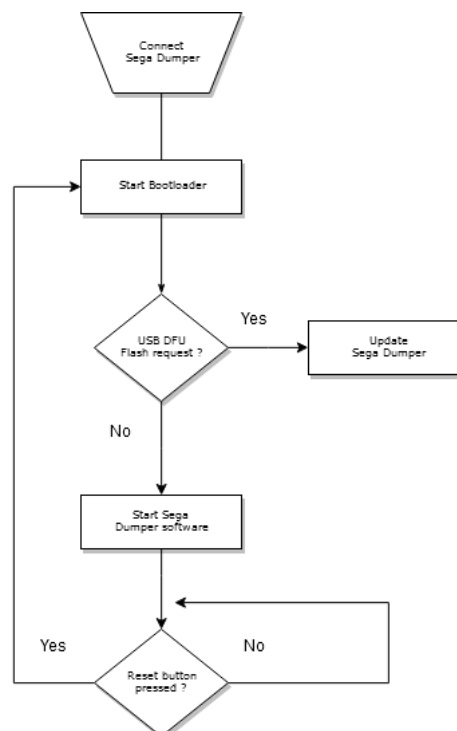 Connect
Sega Dumper
Start Bootloader
USB DFU
Flash request ?
Yes
Update
Sega Dumper
No
Start Sega
Dumper software
Yes
No
Reset button
pressed ?